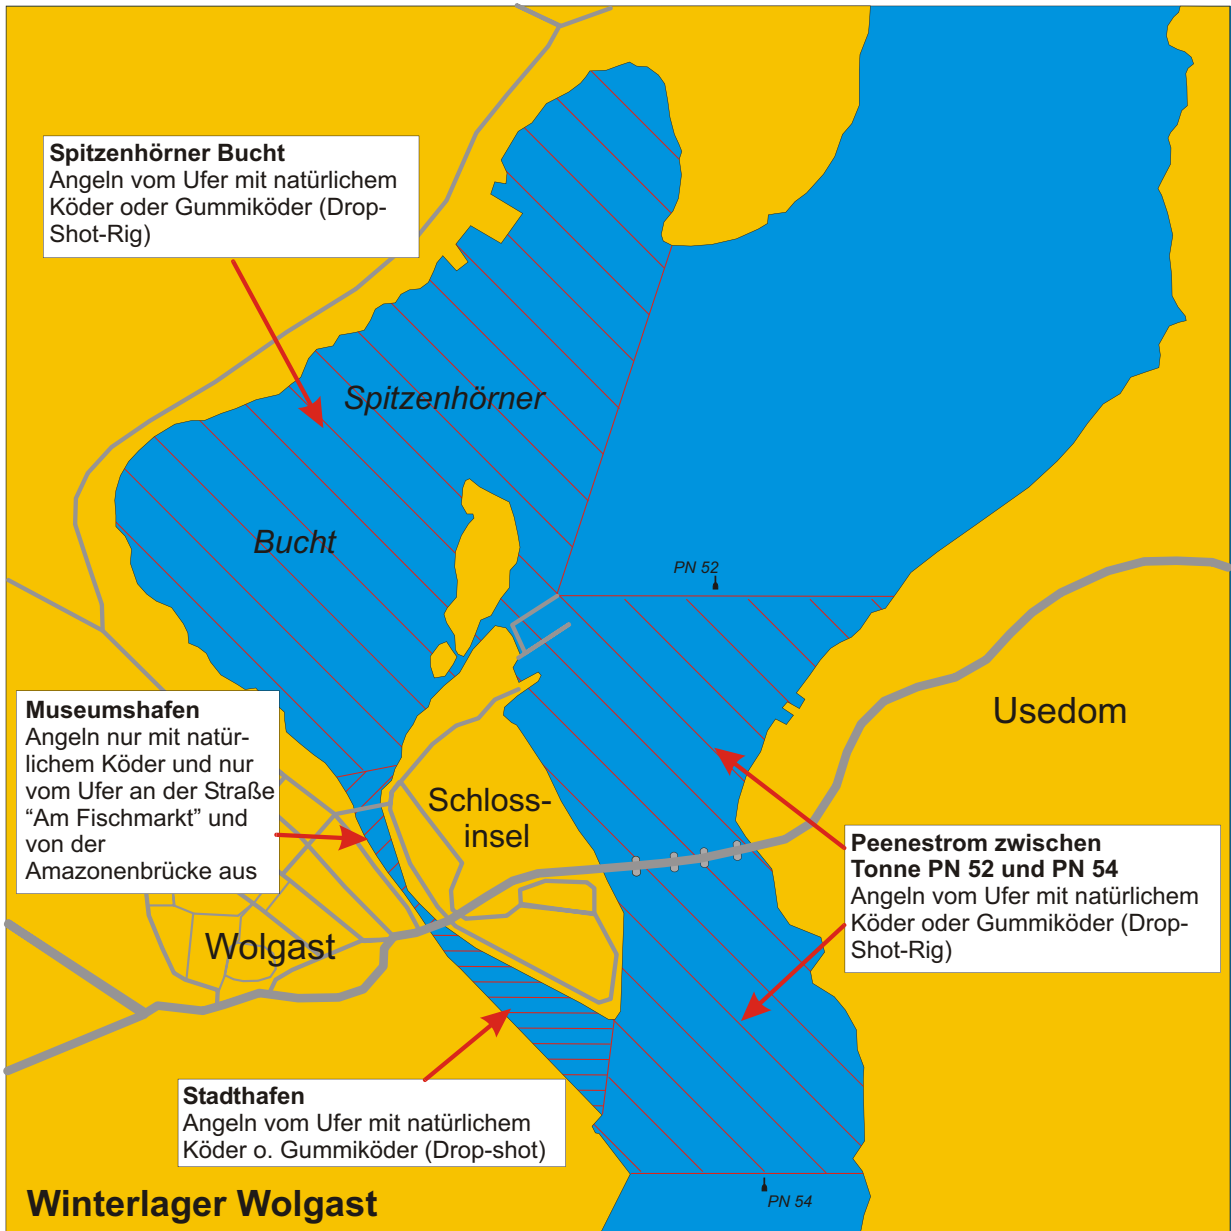 Spitzenhörner Bucht
Angeln vom Ufer mit natürlichem
Köder oder Gummiköder (Drop-
Shot-Rig)
Spitzenhörner
Bucht
PN 52
Museumshafen
Angeln nur mit natür-
lichem Köder und nur
vom Ufer an der Straße
“Am Fischmarkt” und
von der
Amazonenbrücke aus
Usedom
Schloss-
insel
Peenestrom zwischen
Tonne PN 52 und PN 54
Angeln vom Ufer mit natürlichem
Köder oder Gummiköder (Drop-
Shot-Rig)
Wolgast
Stadthafen
Angeln vom Ufer mit natürlichem
Köder o. Gummiköder (Drop-shot)
PN 54
Winterlager Wolgast